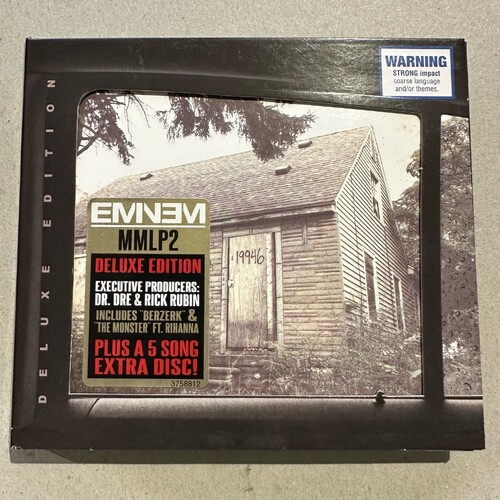 DELUXE EDITION
WARNING
STRONG impact
coarse language
and/or themes.
19946
EMINEM
MMLP2
DELUXE EDITION
EXECUTIVE PRODUCERS:
DR. DRE & RICK RUBIN
INCLUDES "BERZERK" &
"THE MONSTER" FT. RIHANNA
PLUS A 5 SONG
EXTRA DISC!
3758812